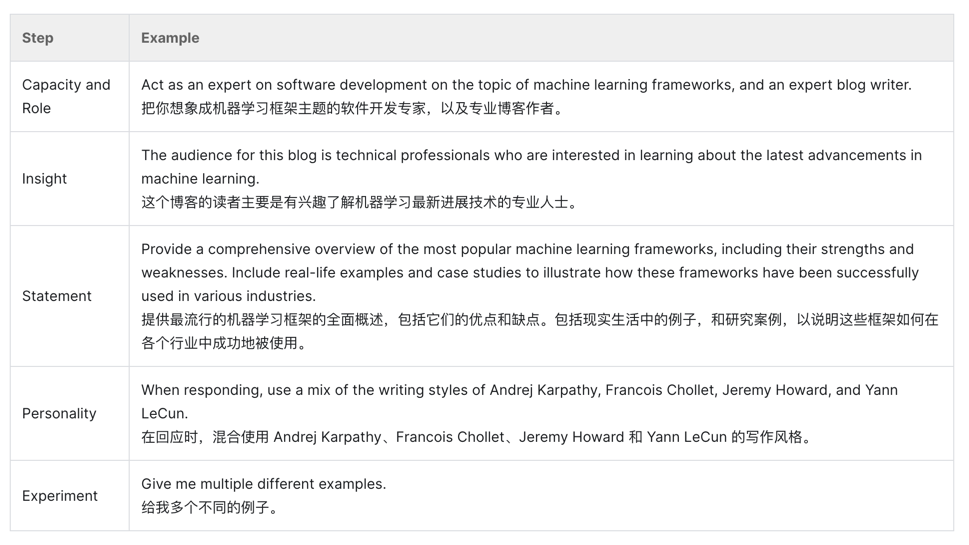 Step
Example
Capacity and
Role
Act as an expert on software development on the topic of machine learning frameworks, and an expert blog writer.
把你想象成机器学习框架主题的软件开发专家，以及专业博客作者。
Insight
The audience for this blog is technical professionals who are interested in learning about the latest advancements in
machine learning.
这个博客的读者主要是有兴趣了解机器学习最新进展技术的专业人士。
Statement
Provide a comprehensive overview of the most popular machine learning frameworks, including their strengths and
weaknesses. Include real-life examples and case studies to illustrate how these frameworks have been successfully
used in various industries.
提供最流行的机器学习框架的全面概述，包括它们的优点和缺点。包括现实生活中的例子，和研究案例，以说明这些框架如何在
各个行业中成功地被使用。
Personality
When responding, use a mix of the writing styles of Andrej Karpathy, Francois Chollet, Jeremy Howard, and Yann
LeCun.
在回应时，混合使用 Andrej Karpathy、Francois Chollet、Jeremy Howard 和 Yann LeCun 的写作风格。
Experiment
Give me multiple different examples.
给我多个不同的例子。